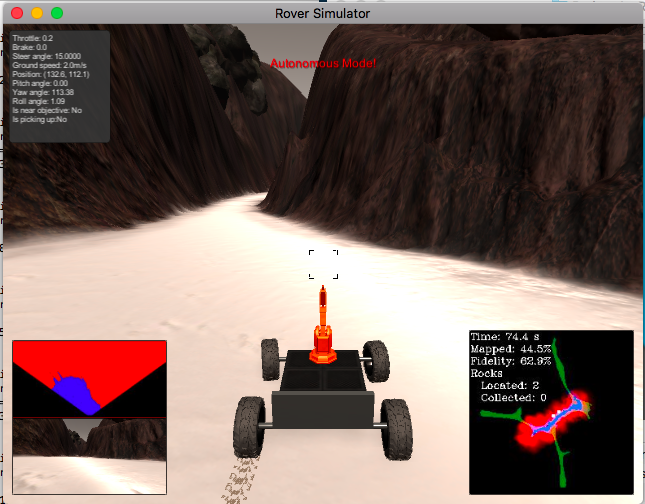 Rover Simulator
Throttle: 0.2
Brake: 0.0
Steer angle: 15.0000
Ground speed: 2.0m/s
Position: (132.6, 112.1)
Pitch angle: 0.00
Yaw angle: 113.38
Roll angle: 1.09
Is near objective: No
Is picking up:No
Autonomous Mode!
Time: 74.4 s
Mapped: 44.5%
Fidelity: 62.9%
Rocks
Located: 2
Collected: 0